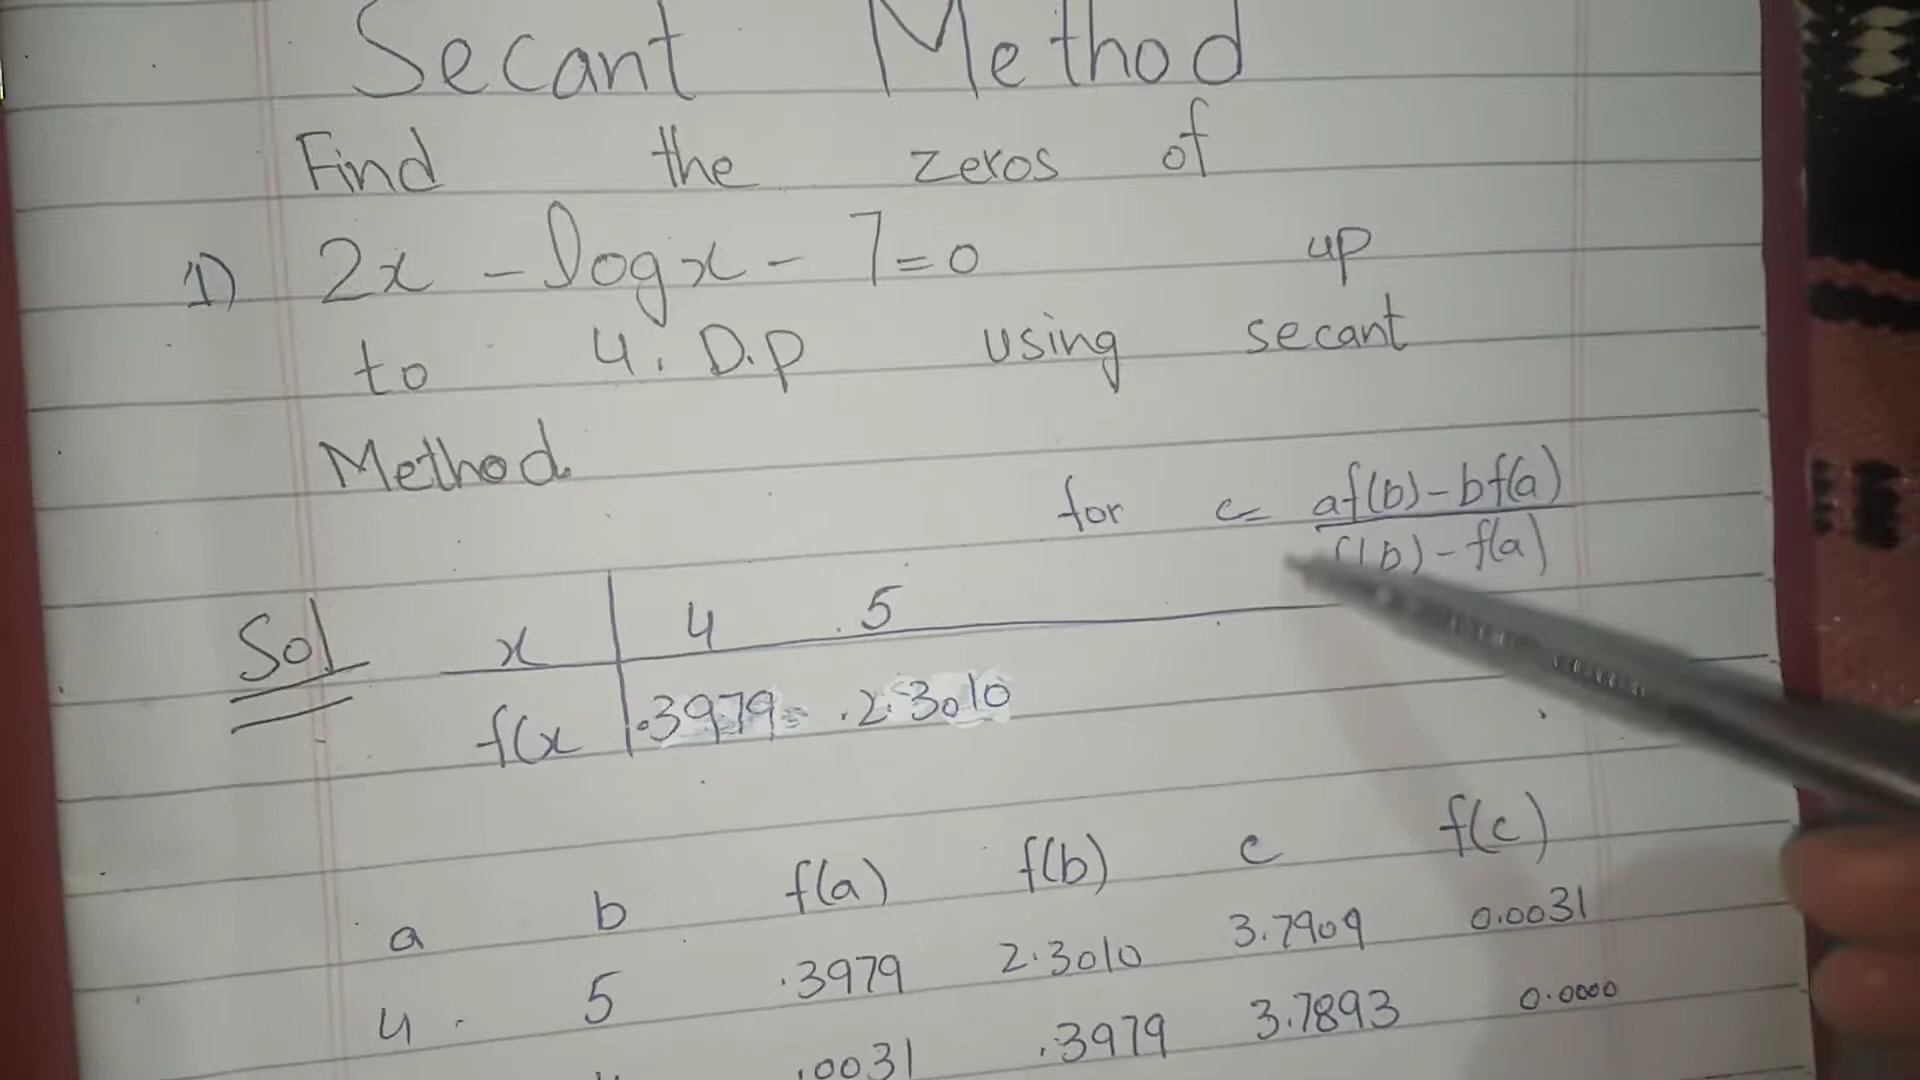 Secant Method
Find the zeros of
1) 2x - log x - 7 = 0 up
to 4. D.p using secant
Method.
for c = af(b) - bf(a)
f(b) - f(a)
Sol x 4 5
f(x .3979 2.3010
a b f(a) f(b) c f(c)
4 5 .3979 2.3010 3.7909 0.0031
.0031 .3979 3.7893 0.0000